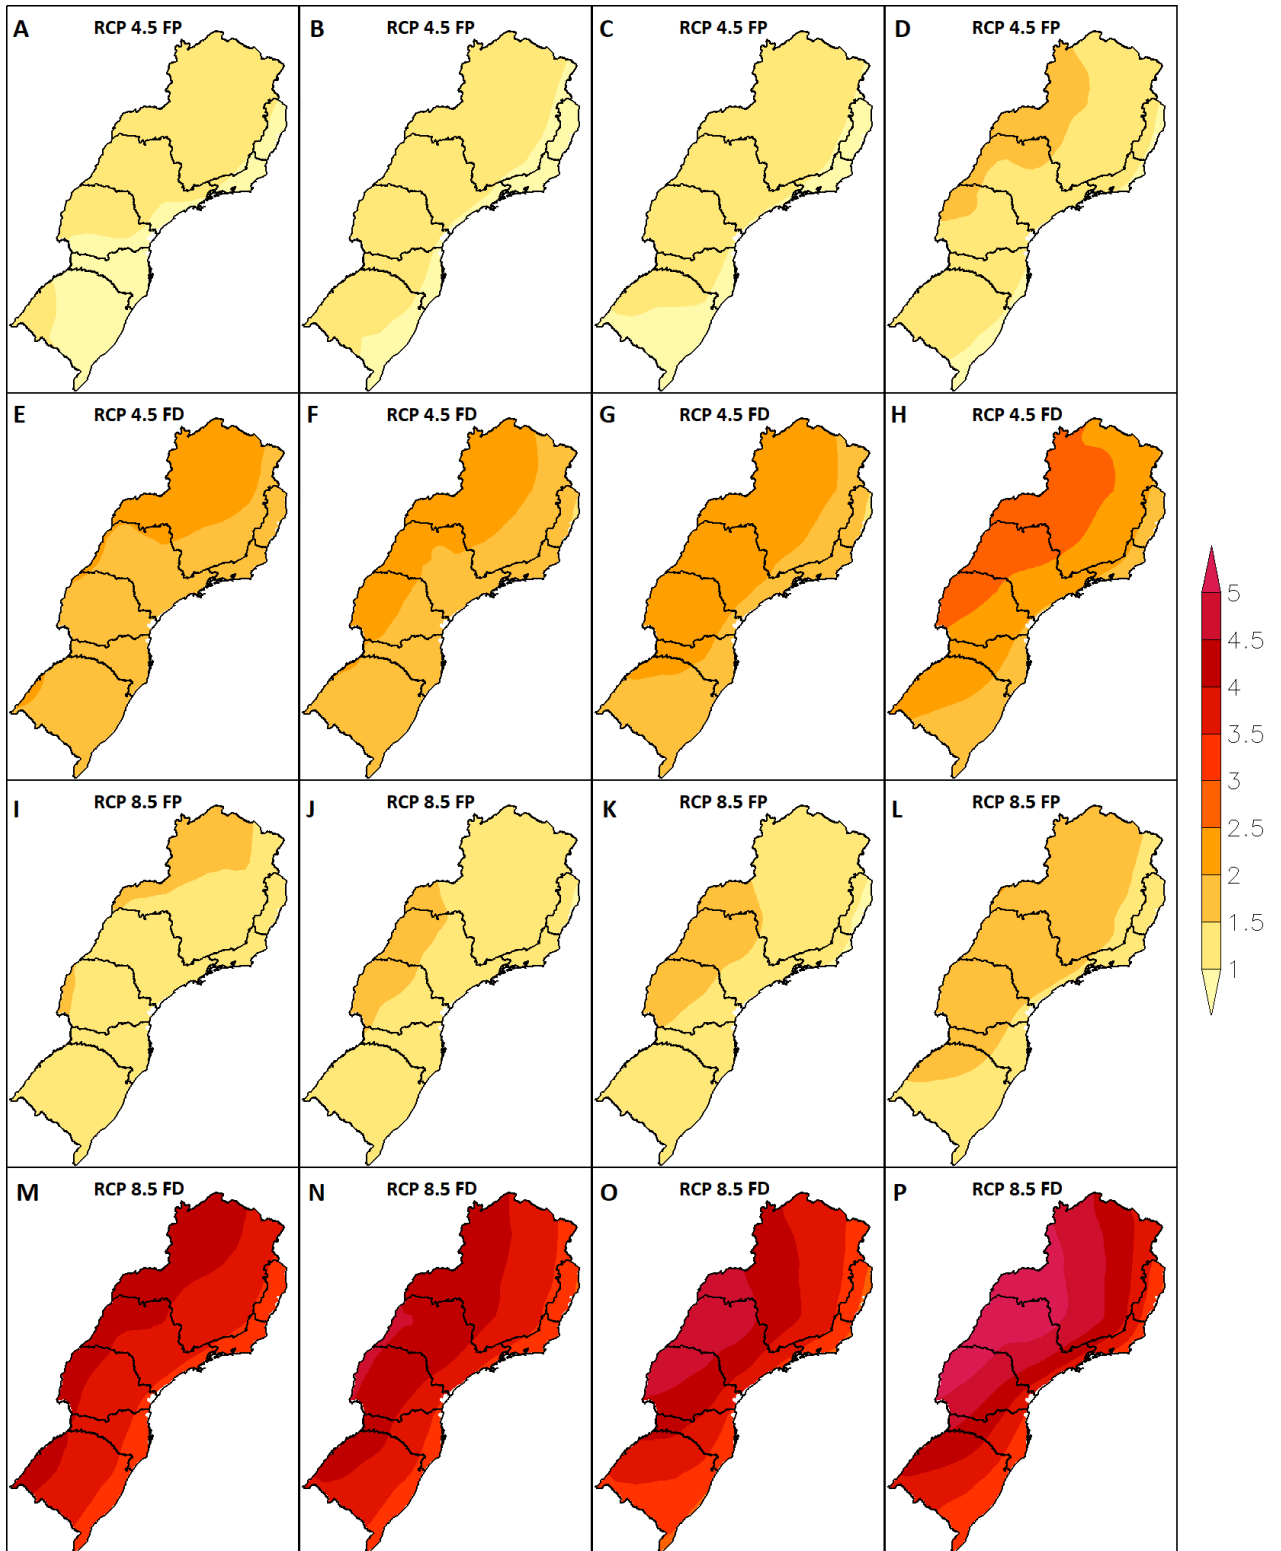 A RCP 4.5 FP
B RCP 4.5 FP
C RCP 4.5 FP
D RCP 4.5 FP
E RCP 4.5 FD
F RCP 4.5 FD
G RCP 4.5 FD
H RCP 4.5 FD
I RCP 8.5 FP
J RCP 8.5 FP
K RCP 8.5 FP
L RCP 8.5 FP
M RCP 8.5 FD
N RCP 8.5 FD
O RCP 8.5 FD
P RCP 8.5 FD
5
4.5
4
3.5
3
2.5
2
1.5
1